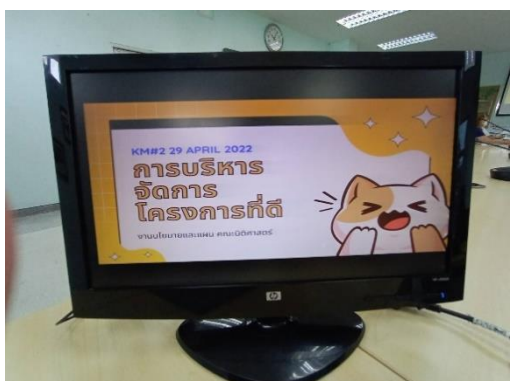 KM#2 29 APRIL 2022
การบริหาร
จัดการ
โครงการที่ดี
งานนโยบายและแผน คณะนิติศาสตร์
hp